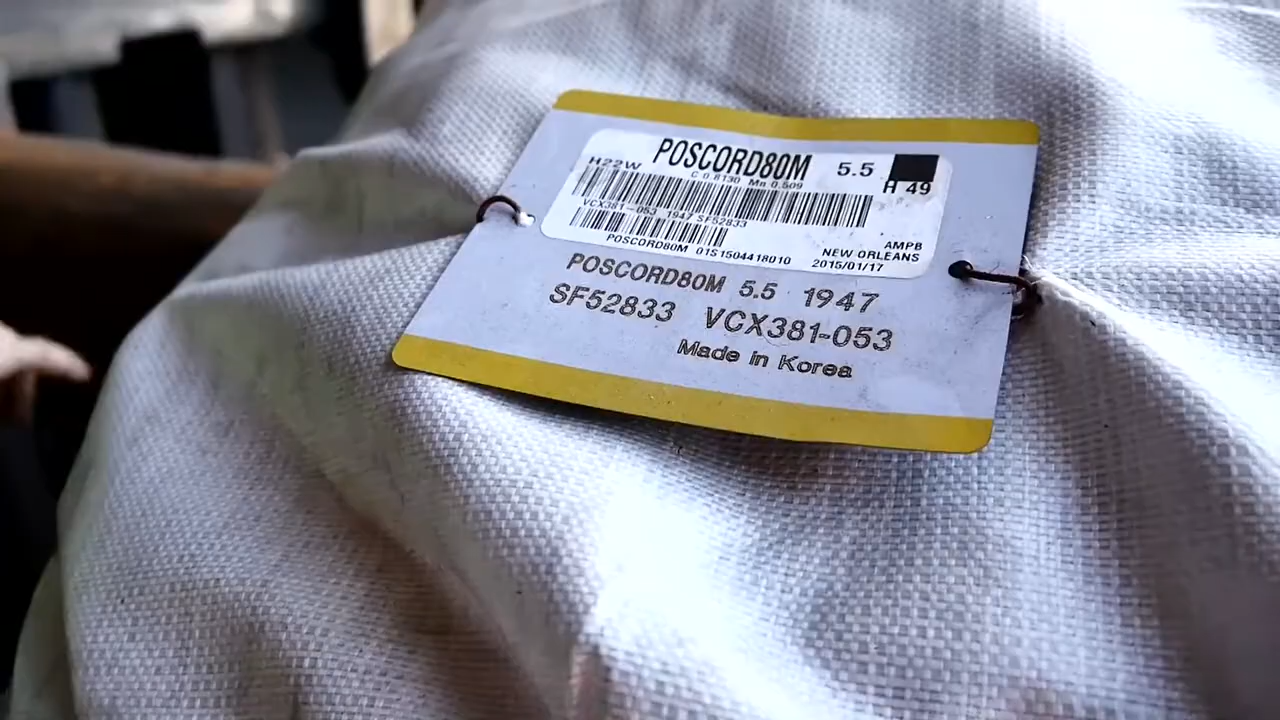 POSCORD80M 5.5
H22W C 0.8130 Mn 0.509 H 49
VCX381-053 1947 SF52833
POSCORD80M 01S1504418010
AMPB
NEW ORLEANS
2015/01/17
POSCORD80M 5.5 1947
SF52833 VCX381-053
Made in Korea